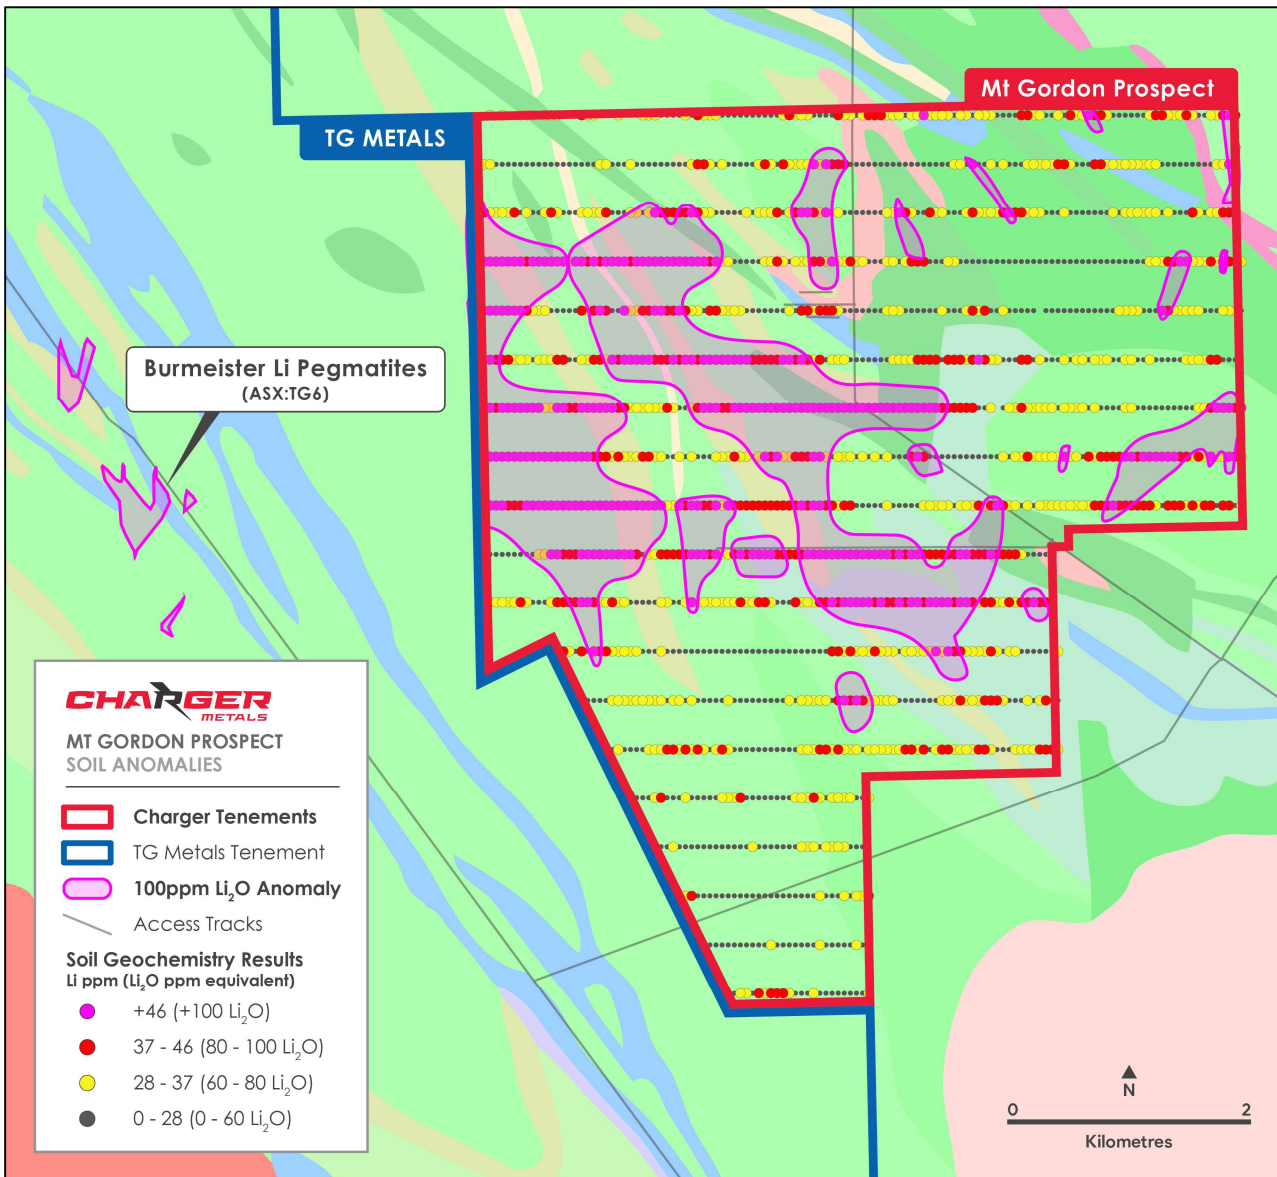 Mt Gordon Prospect
TG METALS
Burmeister Li Pegmatites
(ASX:TG6)
CHARGER
METALS
MT GORDON PROSPECT
SOIL ANOMALIES
Charger Tenements
TG Metals Tenement
100ppm Li₂O Anomaly
Access Tracks
Soil Geochemistry Results
Li ppm (Li₂O ppm equivalent)
+46 (+100 Li₂O)
37 - 46 (80 - 100 Li₂O)
28 - 37 (60 - 80 Li₂O)
0 - 28 (0 - 60 Li₂O)
N
0 2
Kilometres